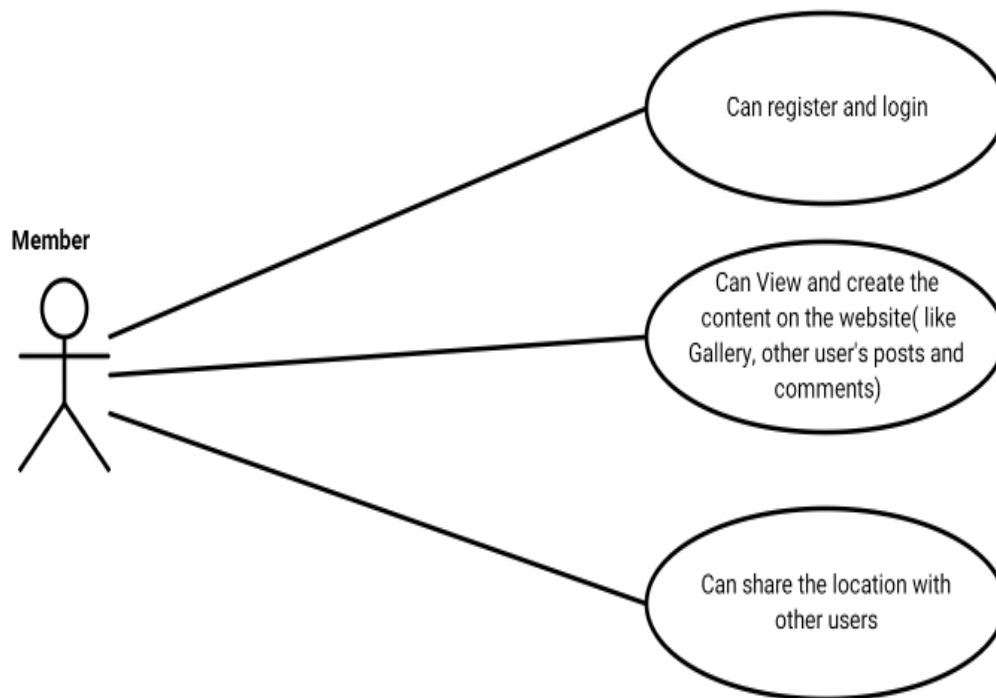 Can register and login
Member
Can View and create the
content on the website( like
Gallery, other user's posts and
comments)
Can share the location with
other users